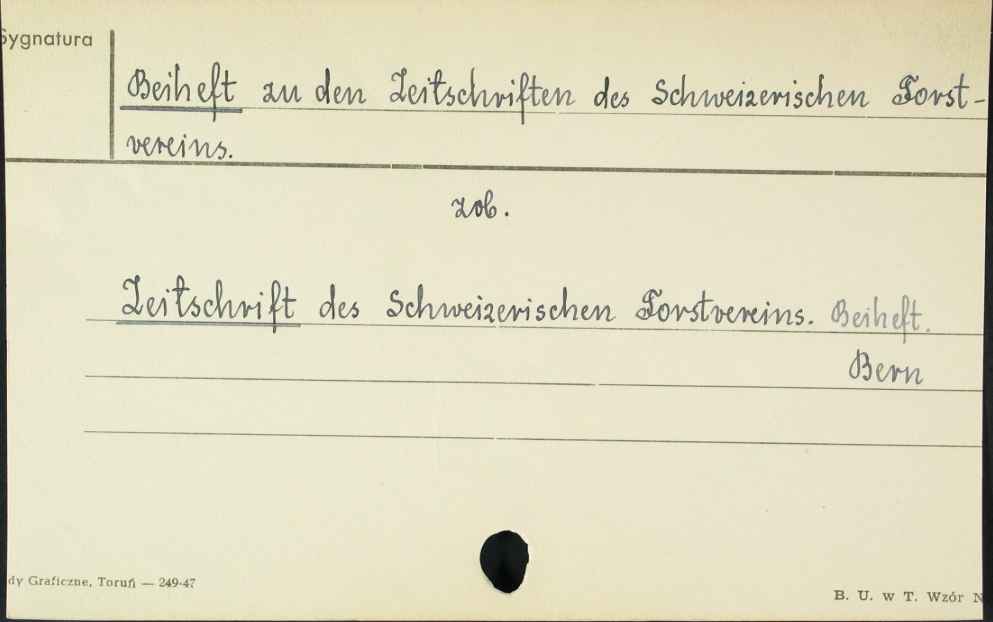 Sygnatura
Beiheft zu den Zeitschriften des Schweizerischen Forst-
vereins.
zob.
Zeitschrift des Schweizerischen Forstvereins. Beiheft.
Bern
dy Graficzne, Toruń — 249-47
B. U. w T. Wzór N